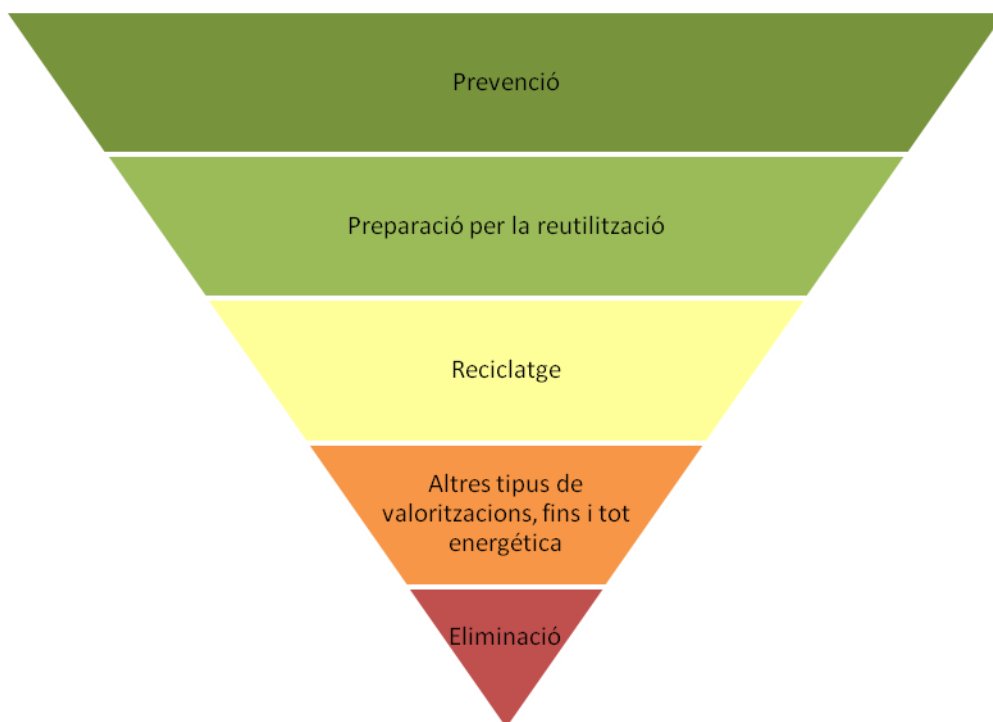 Prevenció
Preparació per la reutilització
Reciclatge
Altres tipus de
valoritzacions, fins i tot
energética
Eliminació